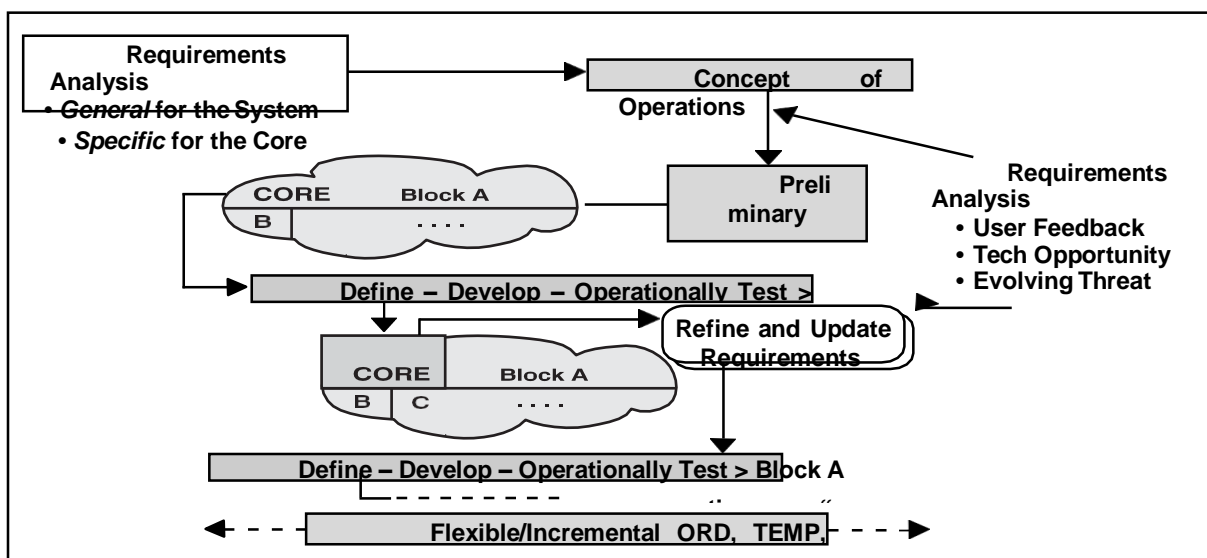 Requirements
Analysis
• General for the System
• Specific for the Core
Concept of
Operations
Requirements
Analysis
• User Feedback
• Tech Opportunity
• Evolving Threat
Preli
minary
CORE Block A
B . . . .
Define – Develop – Operationally Test >
Refine and Update
Requirements
CORE Block A
B C . . . .
Define – Develop – Operationally Test > Block A
Flexible/Incremental ORD, TEMP,